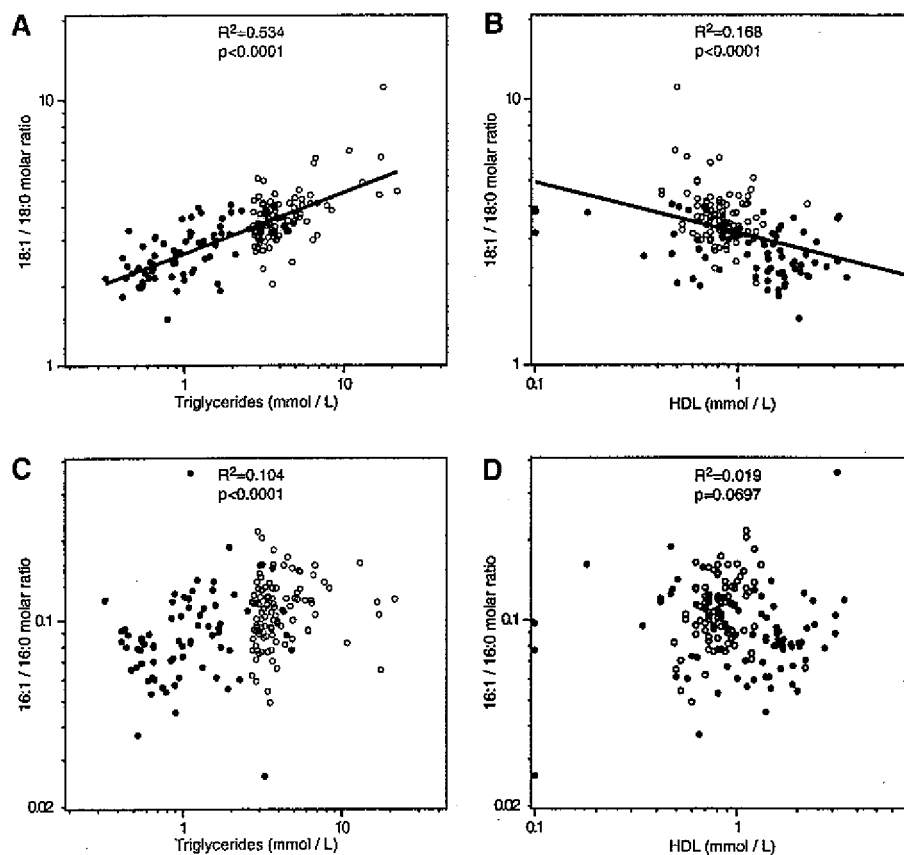 A
R²=0.534
p<0.0001
10
1
18:1 / 18:0 molar ratio
1
10
Triglycerides (mmol / L)
B
R²=0.168
p<0.0001
10
1
18:1 / 18:0 molar ratio
0.1
1
HDL (mmol / L)
C
R²=0.104
p<0.0001
0.1
0.02
16:1 / 16:0 molar ratio
1
10
Triglycerides (mmol / L)
D
R²=0.019
p=0.0697
0.1
0.02
16:1 / 16:0 molar ratio
0.1
1
HDL (mmol / L)